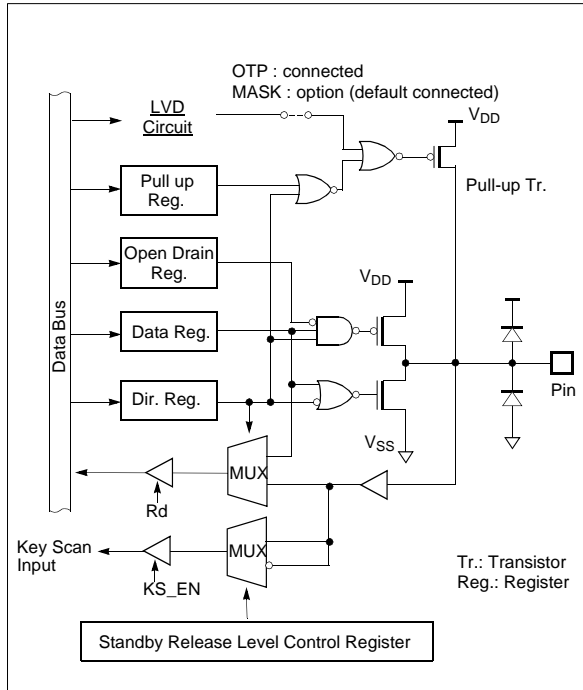 OTP : connected
MASK : option (default connected)
LVD
Circuit
VDD
Pull up
Reg.
Pull-up Tr.
Open Drain
Reg.
VDD
Data Bus
Data Reg.
Dir. Reg.
Pin
VSS
MUX
Rd
Key Scan
Input
MUX
KS_EN
Tr.: Transistor
Reg.: Register
Standby Release Level Control Register